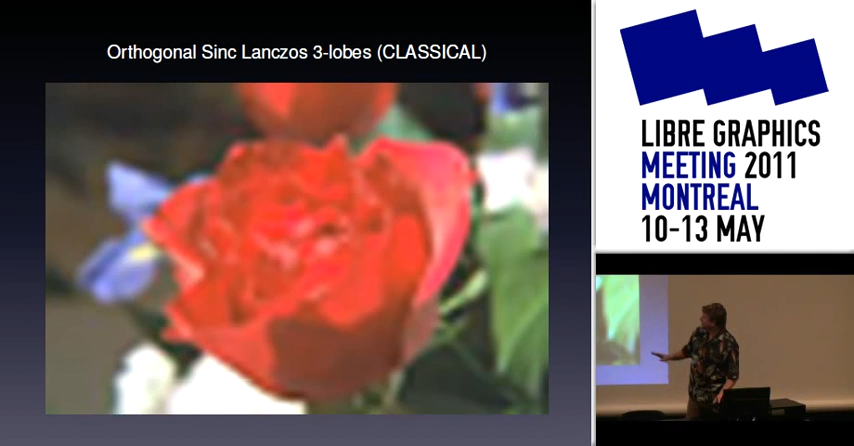 Orthogonal Sinc Lanczos 3-lobes (CLASSICAL)
LIBRE GRAPHICS
MEETING 2011
MONTREAL
10-13 MAY